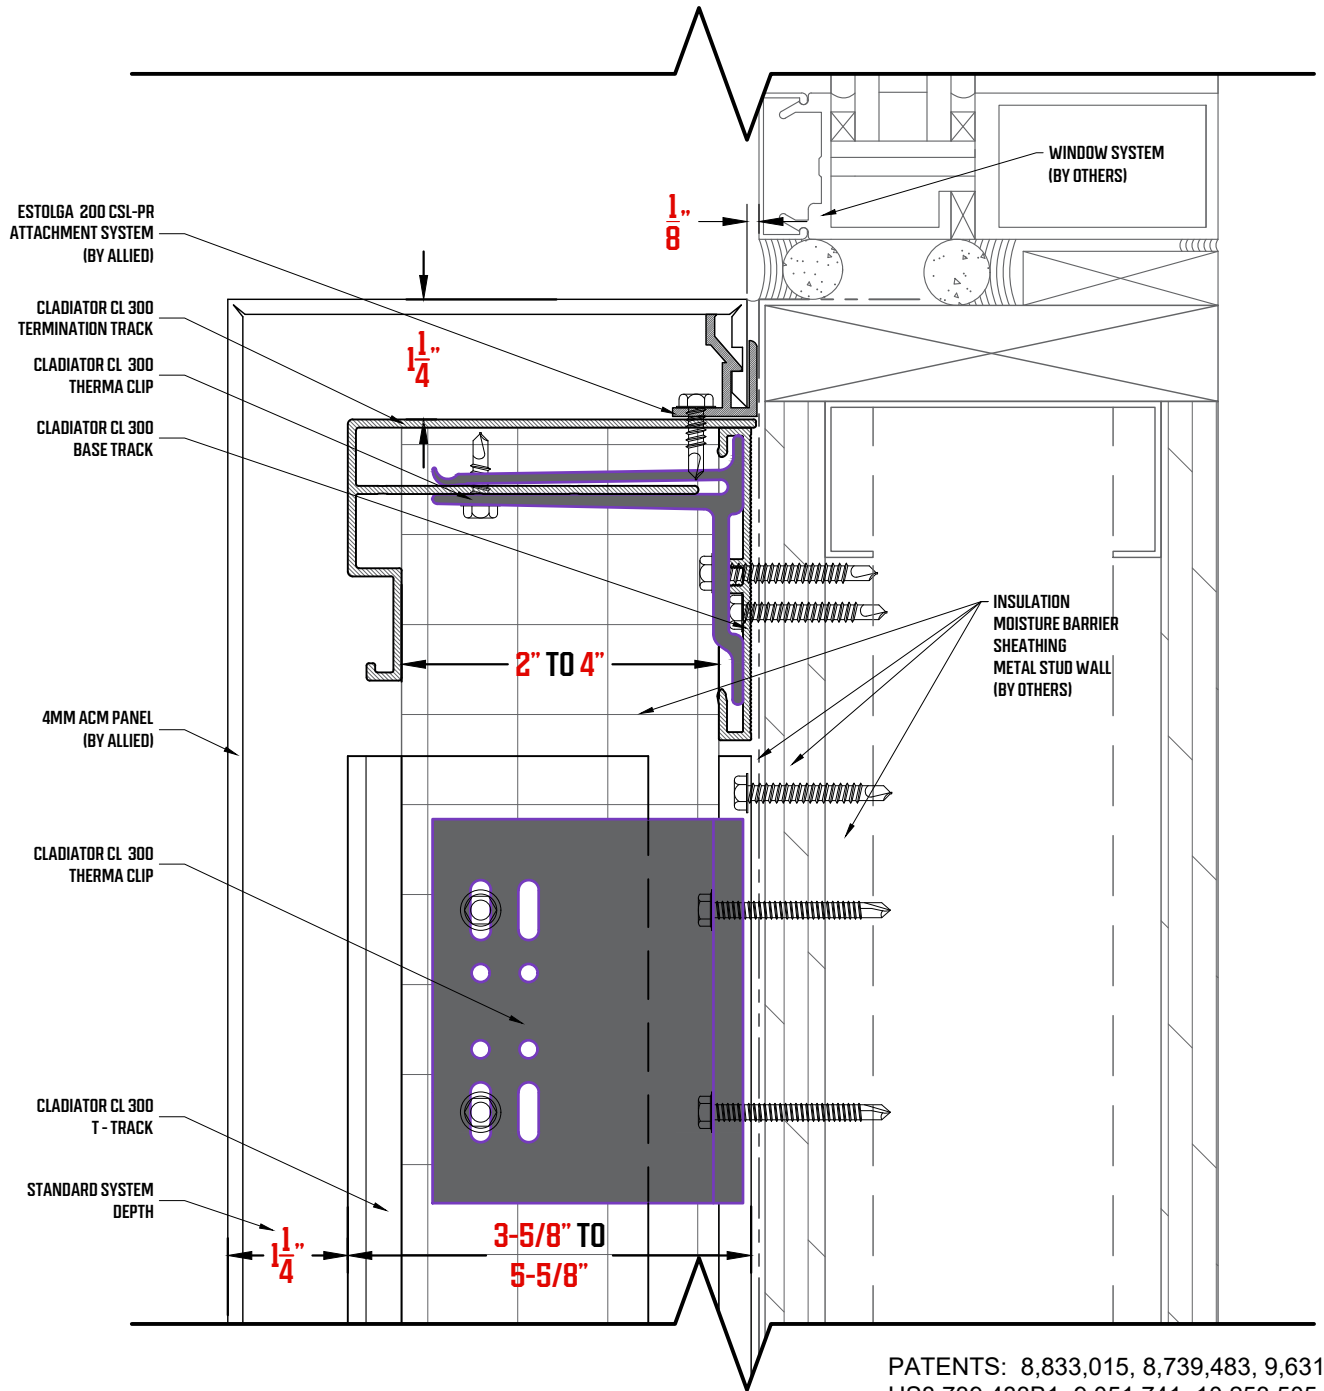 WINDOW SYSTEM
(BY OTHERS)
ESTOLGA 200 CSL-PR
ATTACHMENT SYSTEM
(BY ALLIED)
1/8"
CLADIATOR CL 300
TERMINATION TRACK
1 1/4"
CLADIATOR CL 300
THERMA CLIP
CLADIATOR CL 300
BASE TRACK
INSULATION
MOISTURE BARRIER
SHEATHING
METAL STUD WALL
(BY OTHERS)
2" TO 4"
4MM ACM PANEL
(BY ALLIED)
CLADIATOR CL 300
THERMA CLIP
CLADIATOR CL 300
T - TRACK
STANDARD SYSTEM
DEPTH
1 1/4"
3-5/8" TO
5-5/8"
PATENTS: 8,833,015, 8,739,483, 9,631